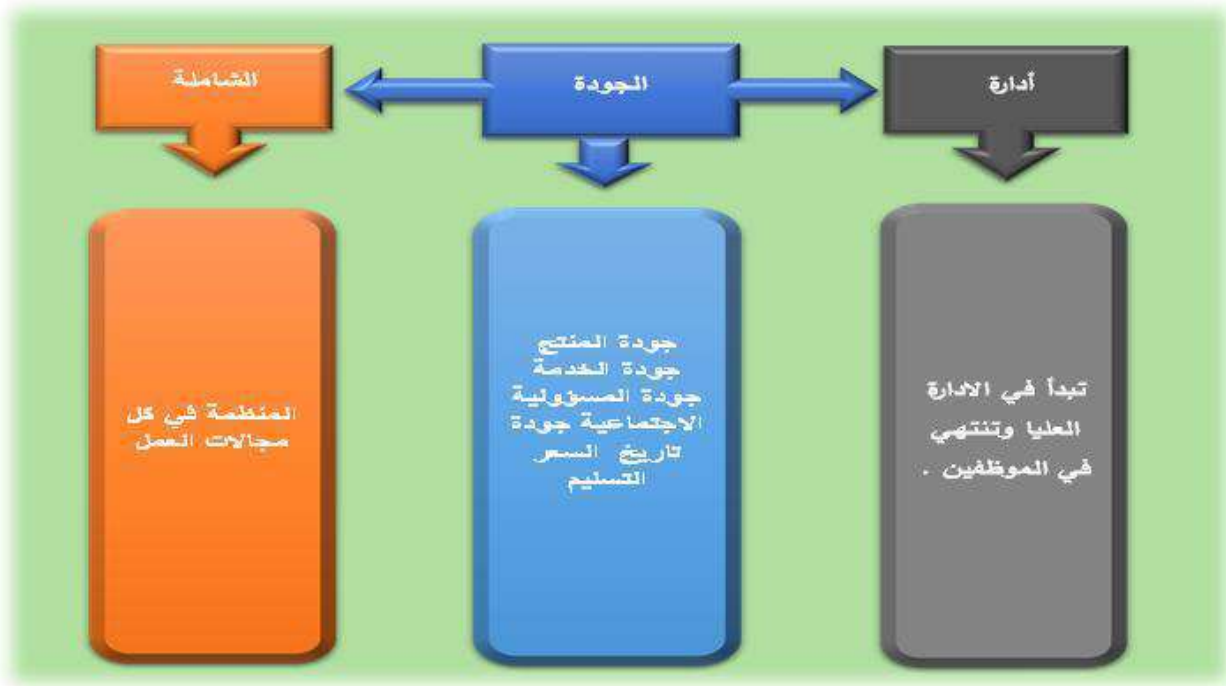 أدارة
الجودة
الشاملة
تبدأ في الادارة
العليا وتنتهي
في الموظفين .
جودة المنتج
جودة الخدمة
جودة المسؤولية
الاجتماعية جودة
تاريخ السعر
التسليم
المنظمة في كل
مجالات العمل